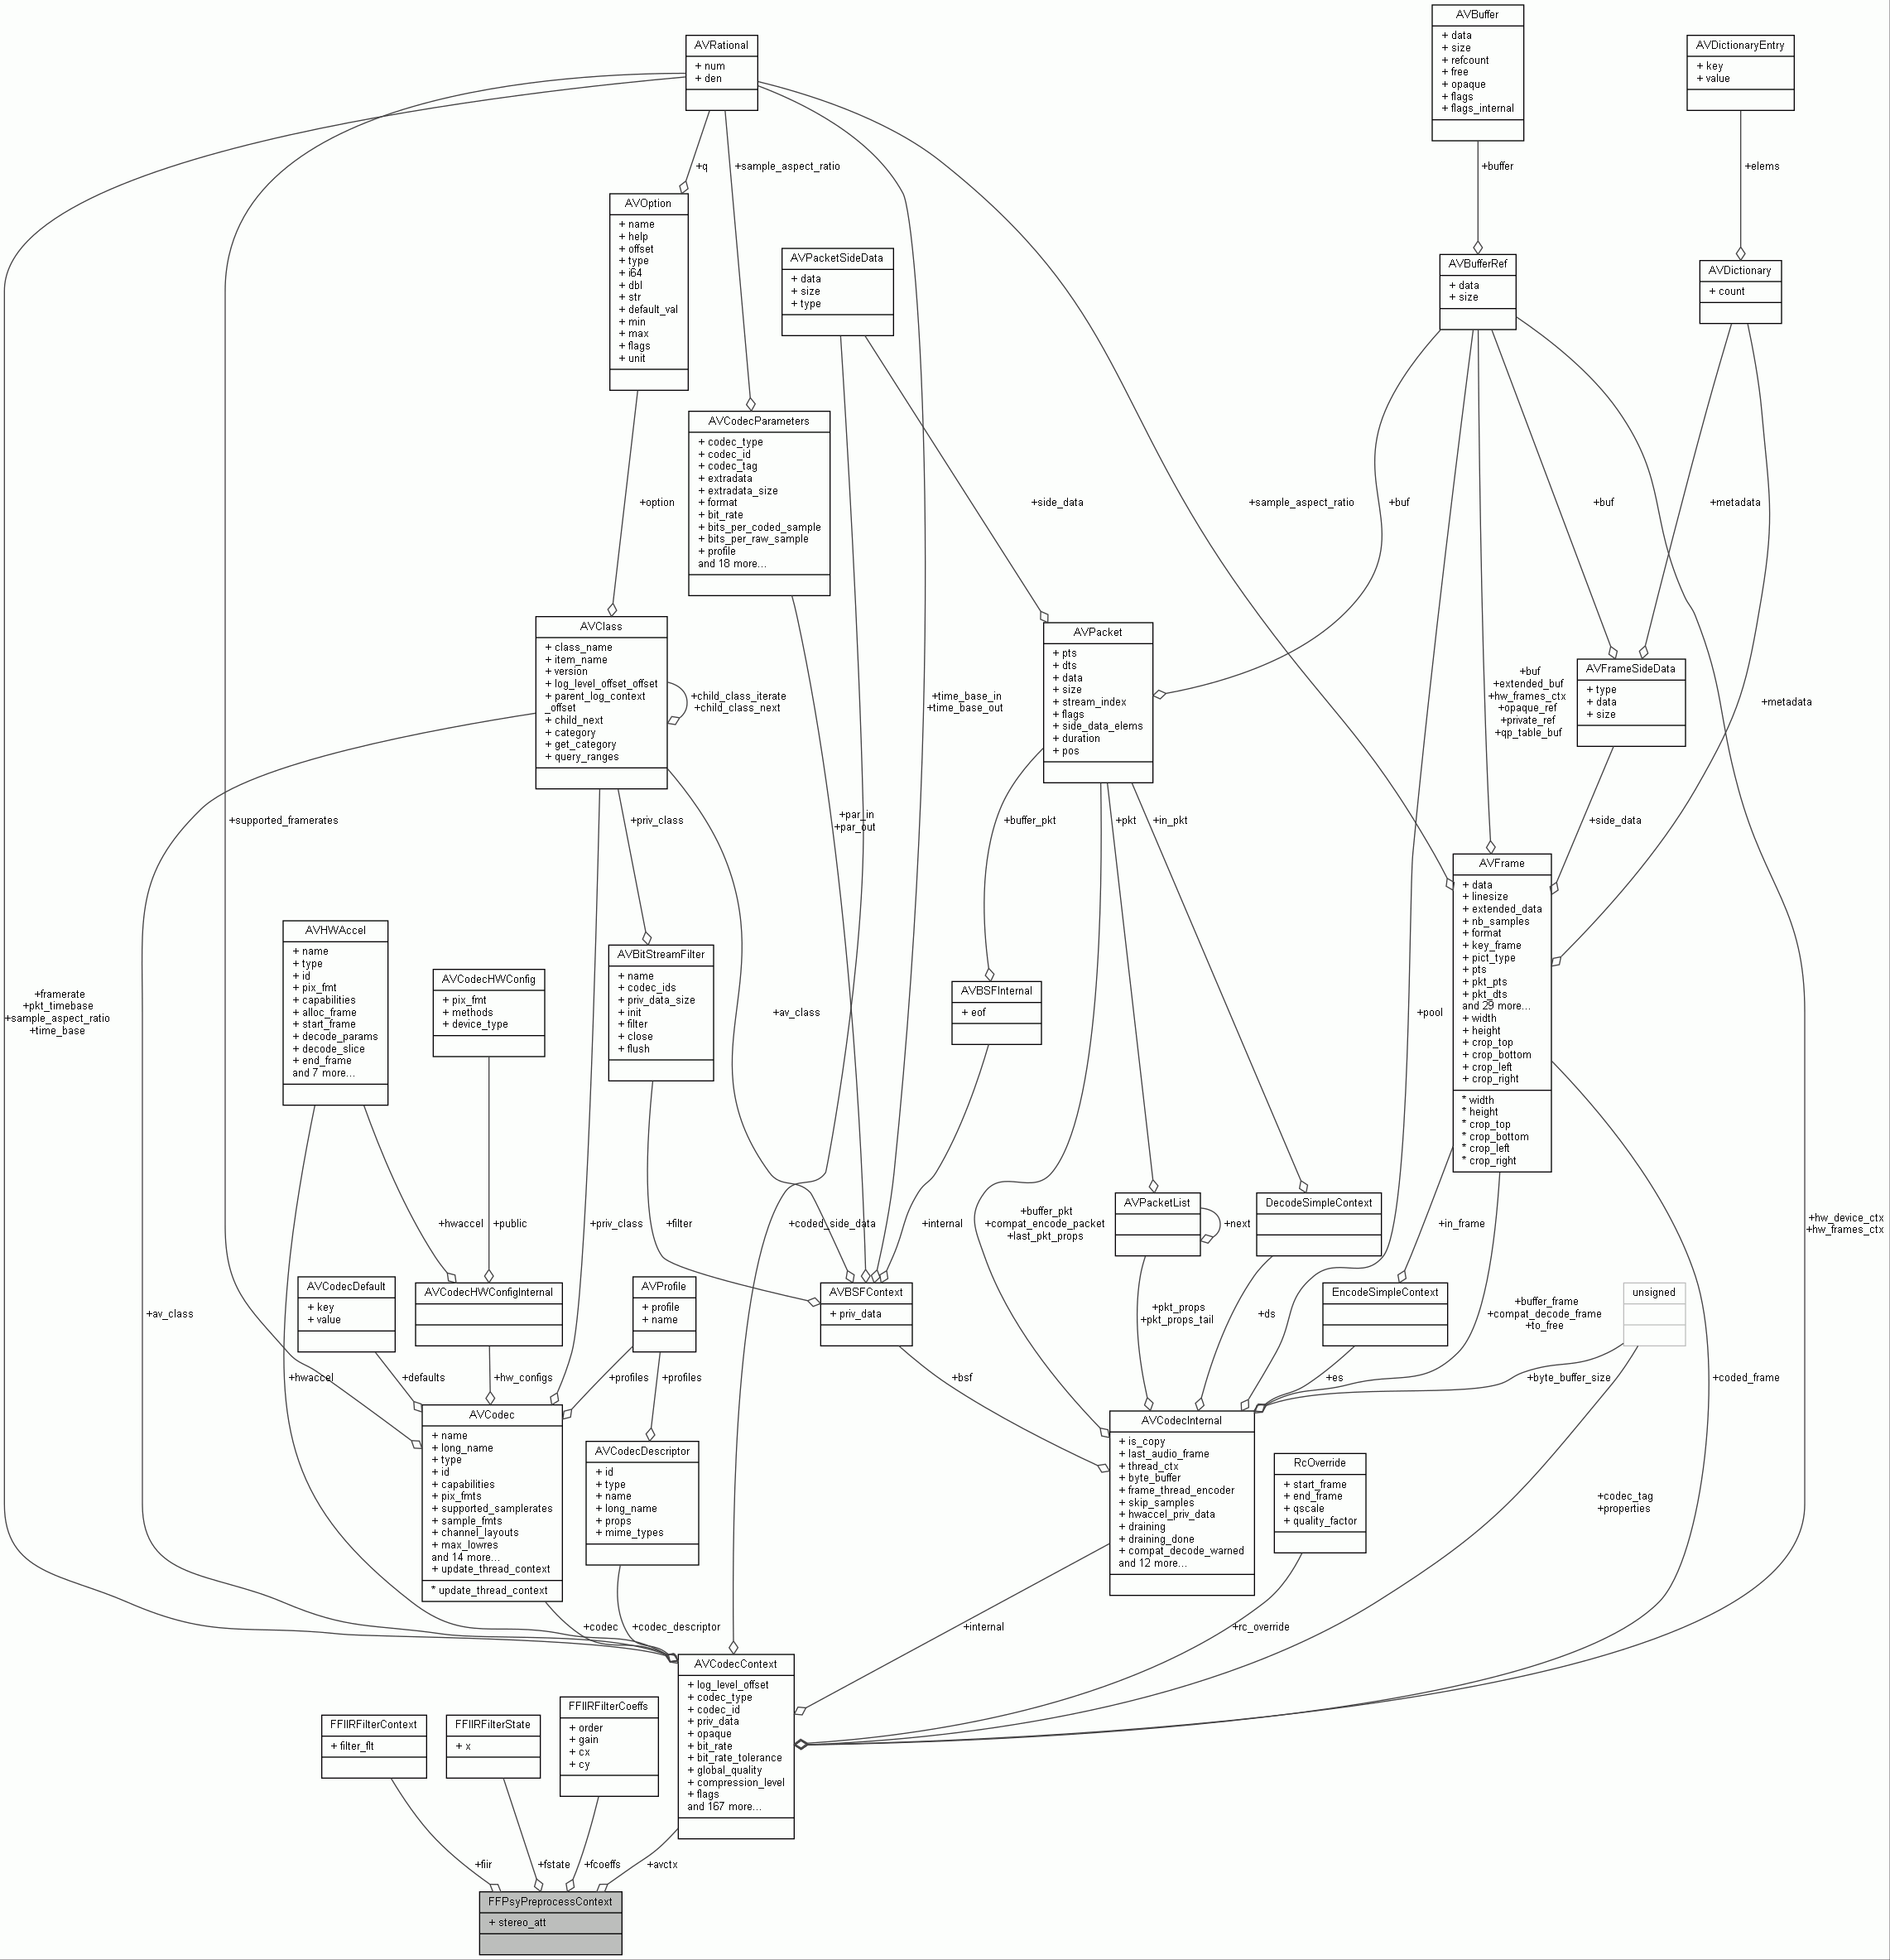 AVBuffer
+ data
+ size
+ refcount
+ free
+ opaque
+ flags
+ flags_internal
AVRational
+ num
+ den
AVDictionaryEntry
+ key
+ value
+q
+sample_aspect_ratio
+buffer
+elems
AVOption
+ name
+ help
+ offset
+ type
+ i64
+ dbl
+ str
+ default_val
+ min
+ max
+ flags
+ unit
AVPacketSideData
+ data
+ size
+ type
AVBufferRef
+ data
+ size
AVDictionary
+ count
AVCodecParameters
+ codec_type
+ codec_id
+ codec_tag
+ extradata
+ extradata_size
+ format
+ bit_rate
+ bits_per_coded_sample
+ bits_per_raw_sample
+ profile
and 18 more...
+option
+side_data
+sample_aspect_ratio
+buf
+buf
+metadata
AVClass
+ class_name
+ item_name
+ version
+ log_level_offset_offset
+ parent_log_context
_offset
+ child_next
+ category
+ get_category
+ query_ranges
+child_class_iterate
+child_class_next
+time_base_in
+time_base_out
AVPacket
+ pts
+ dts
+ data
+ size
+ stream_index
+ flags
+ side_data_elems
+ duration
+ pos
+buf
+extended_buf
+hw_frames_ctx
+opaque_ref
+private_ref
+qp_table_buf
AVFrameSideData
+ type
+ data
+ size
+metadata
+supported_framerates
+priv_class
+par_in
+par_out
+buffer_pkt
+pkt
+in_pkt
+side_data
AVFrame
+ data
+ linesize
+ extended_data
+ nb_samples
+ format
+ key_frame
+ pict_type
+ pts
+ pkt_pts
+ pkt_dts
and 29 more...
+ width
+ height
+ crop_top
+ crop_bottom
+ crop_left
+ crop_right
* width
* height
* crop_top
* crop_bottom
* crop_left
* crop_right
AVHWAccel
+ name
+ type
+ id
+ pix_fmt
+ capabilities
+ alloc_frame
+ start_frame
+ decode_params
+ decode_slice
+ end_frame
and 7 more...
AVCodecHWConfig
+ pix_fmt
+ methods
+ device_type
AVBitStreamFilter
+ name
+ codec_ids
+ priv_data_size
+ init
+ filter
+ close
+ flush
AVBSFInternal
+ eof
+framerate
+pkt_timebase
+sample_aspect_ratio
+time_base
+av_class
+pool
AVPacketList
+next
DecodeSimpleContext
+hwaccel
+public
+priv_class
+filter
+coded_side_data
+internal
+buffer_pkt
+compat_encode_packet
+last_pkt_props
+in_frame
+hw_device_ctx
+hw_frames_ctx
AVCodecDefault
+ key
+ value
AVCodecHWConfigInternal
AVProfile
+ profile
+ name
AVBSFContext
+ priv_data
EncodeSimpleContext
unsigned
+av_class
+pkt_props
+pkt_props_tail
+ds
+buffer_frame
+compat_decode_frame
+to_free
+hwaccel
+defaults
+hw_configs
+profiles
+profiles
+bsf
+es
+byte_buffer_size
+coded_frame
AVCodec
+ name
+ long_name
+ type
+ id
+ capabilities
+ pix_fmts
+ supported_samplerates
+ sample_fmts
+ channel_layouts
+ max_lowres
and 14 more...
+ update_thread_context
* update_thread_context
AVCodecDescriptor
+ id
+ type
+ name
+ long_name
+ props
+ mime_types
AVCodecInternal
+ is_copy
+ last_audio_frame
+ thread_ctx
+ byte_buffer
+ frame_thread_encoder
+ skip_samples
+ hwaccel_priv_data
+ draining
+ draining_done
+ compat_decode_warned
and 12 more...
RcOverride
+ start_frame
+ end_frame
+ qscale
+ quality_factor
+codec_tag
+properties
+codec
+codec_descriptor
+internal
+rc_override
AVCodecContext
+ log_level_offset
+ codec_type
+ codec_id
+ priv_data
+ opaque
+ bit_rate
+ bit_rate_tolerance
+ global_quality
+ compression_level
+ flags
and 167 more...
FFIIRFilterContext
+ filter_flt
FFIIRFilterState
+ x
FFIIRFilterCoeffs
+ order
+ gain
+ cx
+ cy
+fiir
+fstate
+fcoeffs
+avctx
FFPsyPreprocessContext
+ stereo_att